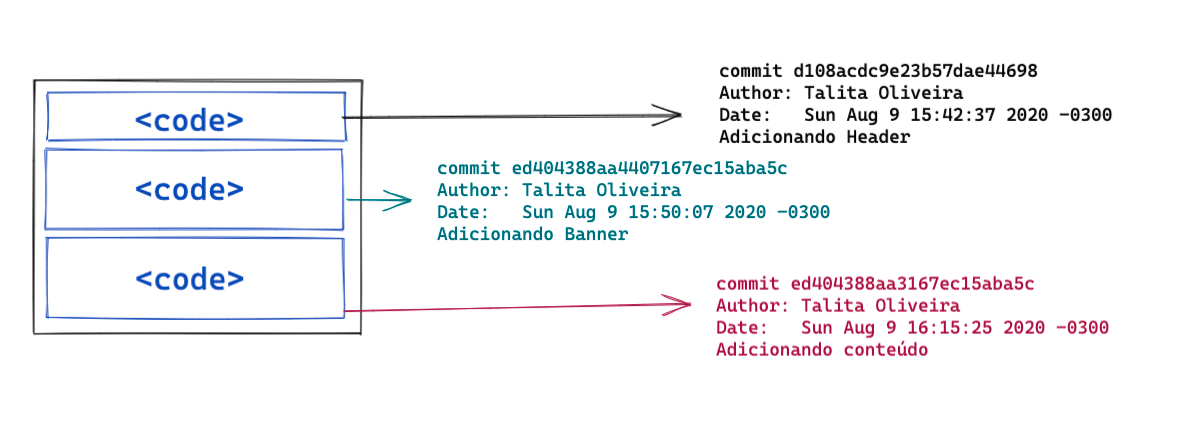 <code>
commit d108acdc9e23b57dae44698
Author: Talita Oliveira
Date:   Sun Aug 9 15:42:37 2020 -0300
Adicionando Header
<code>
commit ed404388aa4407167ec15aba5c
Author: Talita Oliveira
Date:   Sun Aug 9 15:50:07 2020 -0300
Adicionando Banner
<code>
commit ed404388aa3167ec15aba5c
Author: Talita Oliveira
Date:   Sun Aug 9 16:15:25 2020 -0300
Adicionando conteúdo